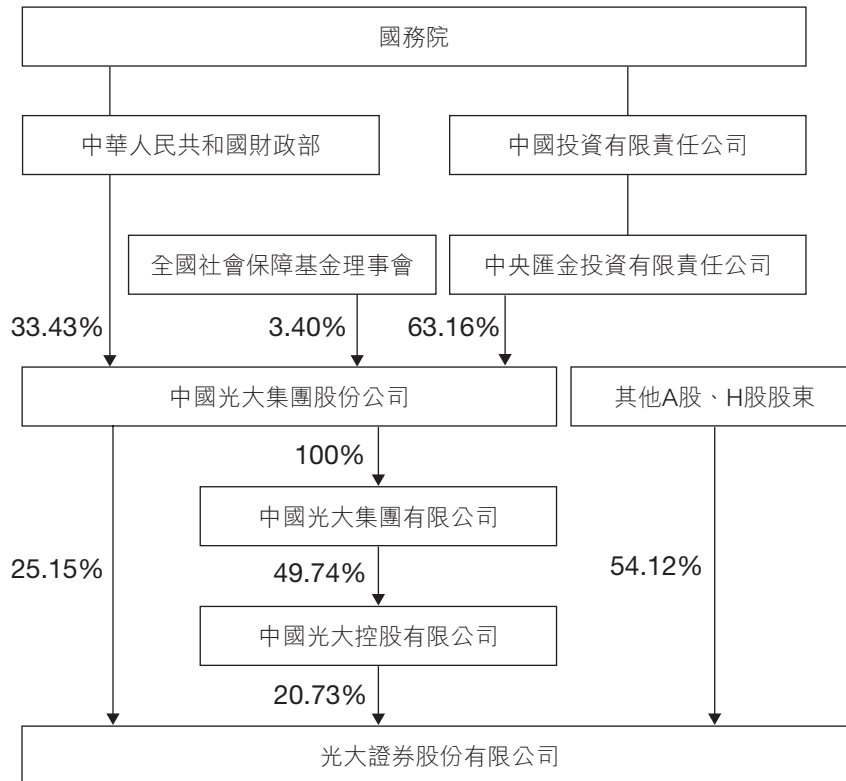 國務院
中華人民共和國財政部
中國投資有限責任公司
全國社會保障基金理事會
中央匯金投資有限責任公司
33.43%
3.40%
63.16%
中國光大集團股份公司
其他A股、H股股東
100%
中國光大集團有限公司
25.15%
49.74%
54.12%
中國光大控股有限公司
20.73%
光大證券股份有限公司